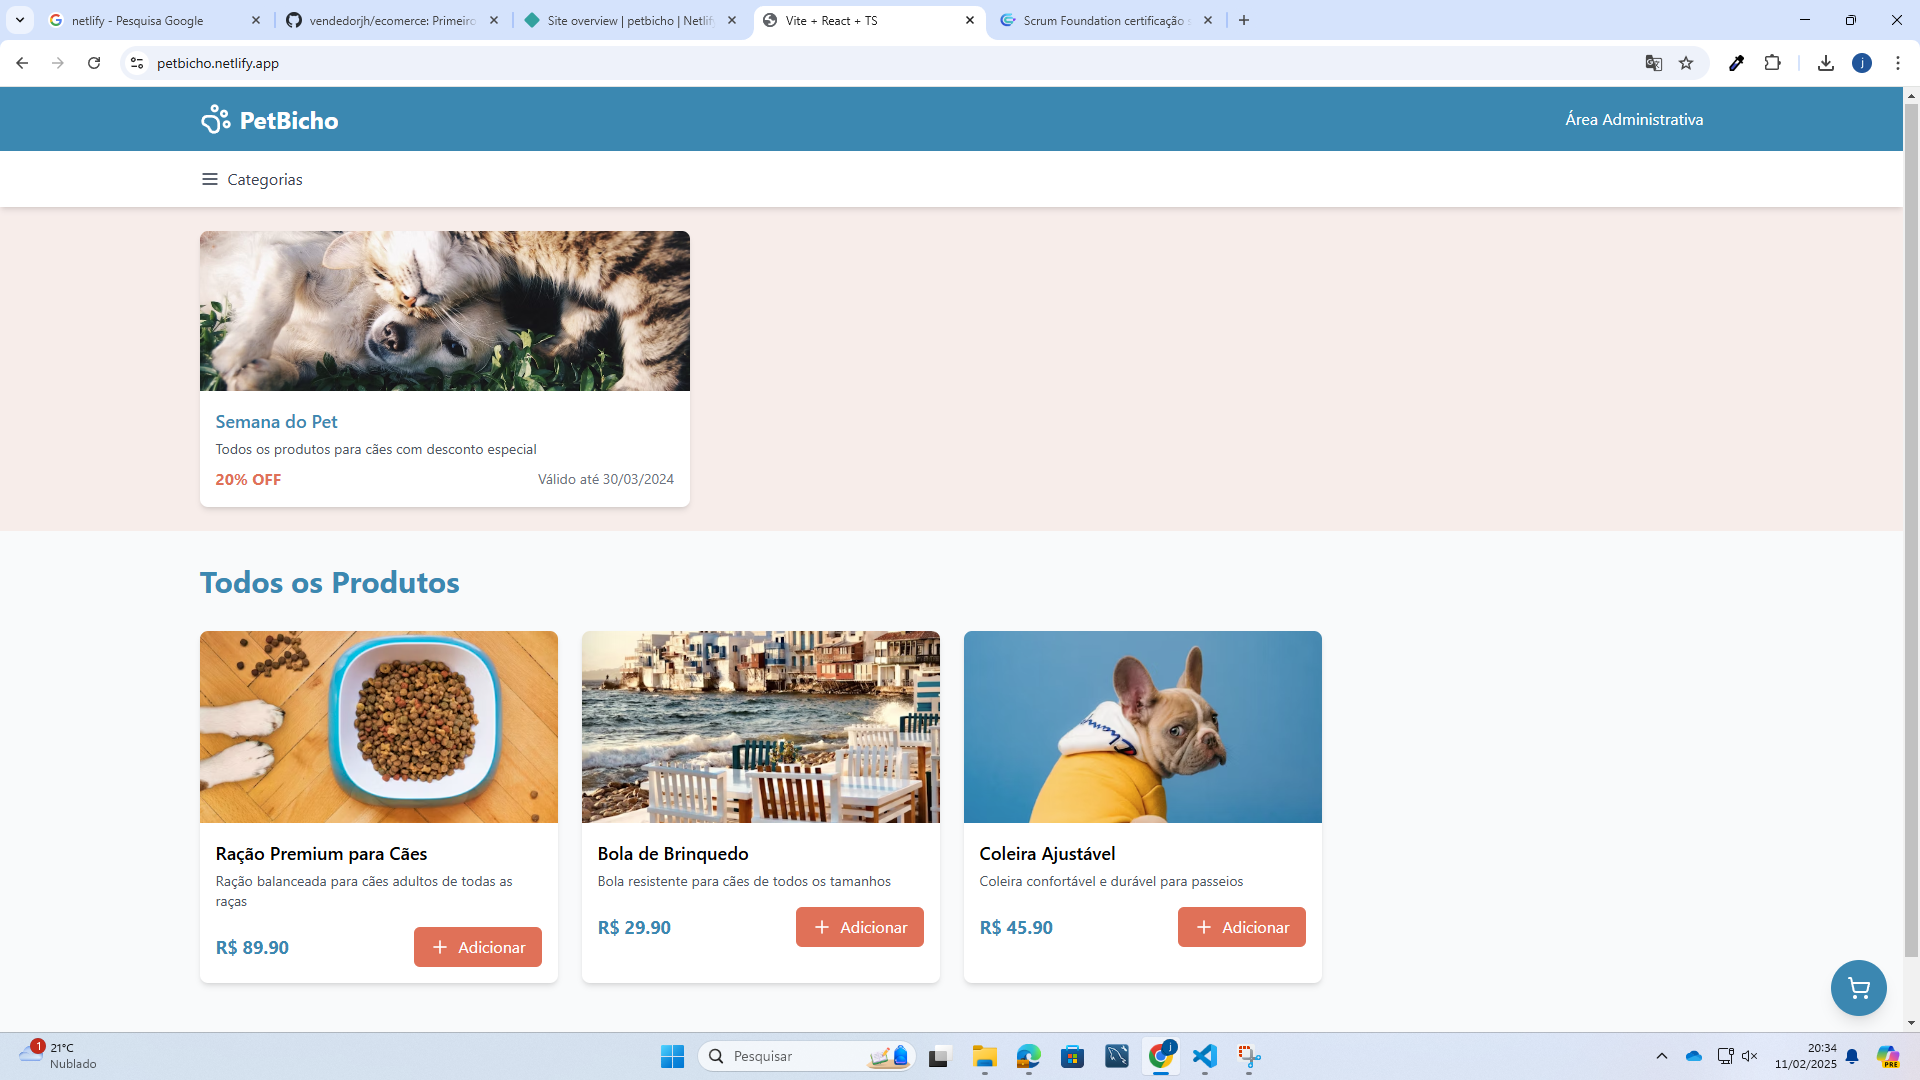 netlify - Pesquisa Google
vendedorjh/ecomerce: Primeiro
Site overview | petbicho | Netlify
Vite + React + TS
Scrum Foundation certificação s
petbicho.netlify.app
j
PetBicho
Área Administrativa
Categorias
Semana do Pet
Todos os produtos para cães com desconto especial
20% OFF
Válido até 30/03/2024
Todos os Produtos
Ração Premium para Cães
Ração balanceada para cães adultos de todas as
raças
R$ 89.90
Adicionar
Bola de Brinquedo
Bola resistente para cães de todos os tamanhos
R$ 29.90
Adicionar
Coleira Ajustável
Coleira confortável e durável para passeios
R$ 45.90
Adicionar
1
21°C
Nublado
Pesquisar
j
20:34
11/02/2025
PRE